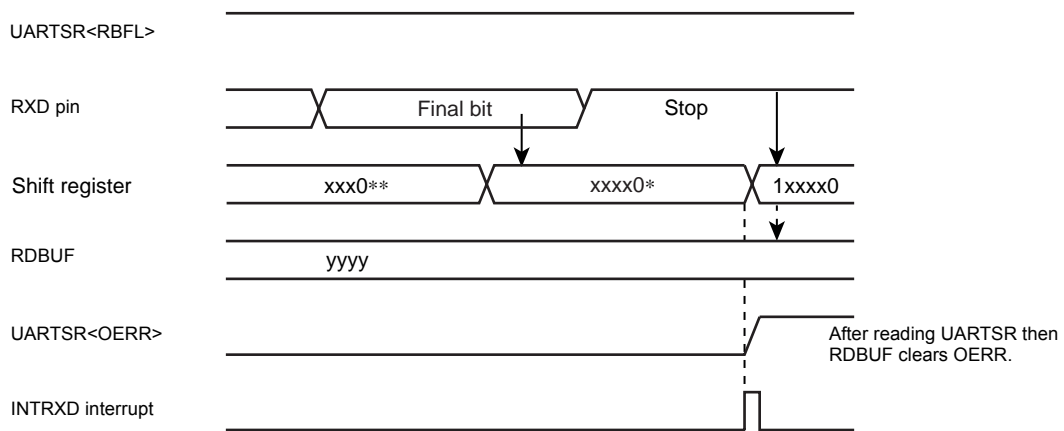 UARTSR<RBFL>
RXD pin
Final bit
Stop
Shift register
xxx0**
xxxx0*
1xxxx0
RDBUF
yyyy
UARTSR<OERR>
After reading UARTSR then
RDBUF clears OERR.
INTRXD interrupt